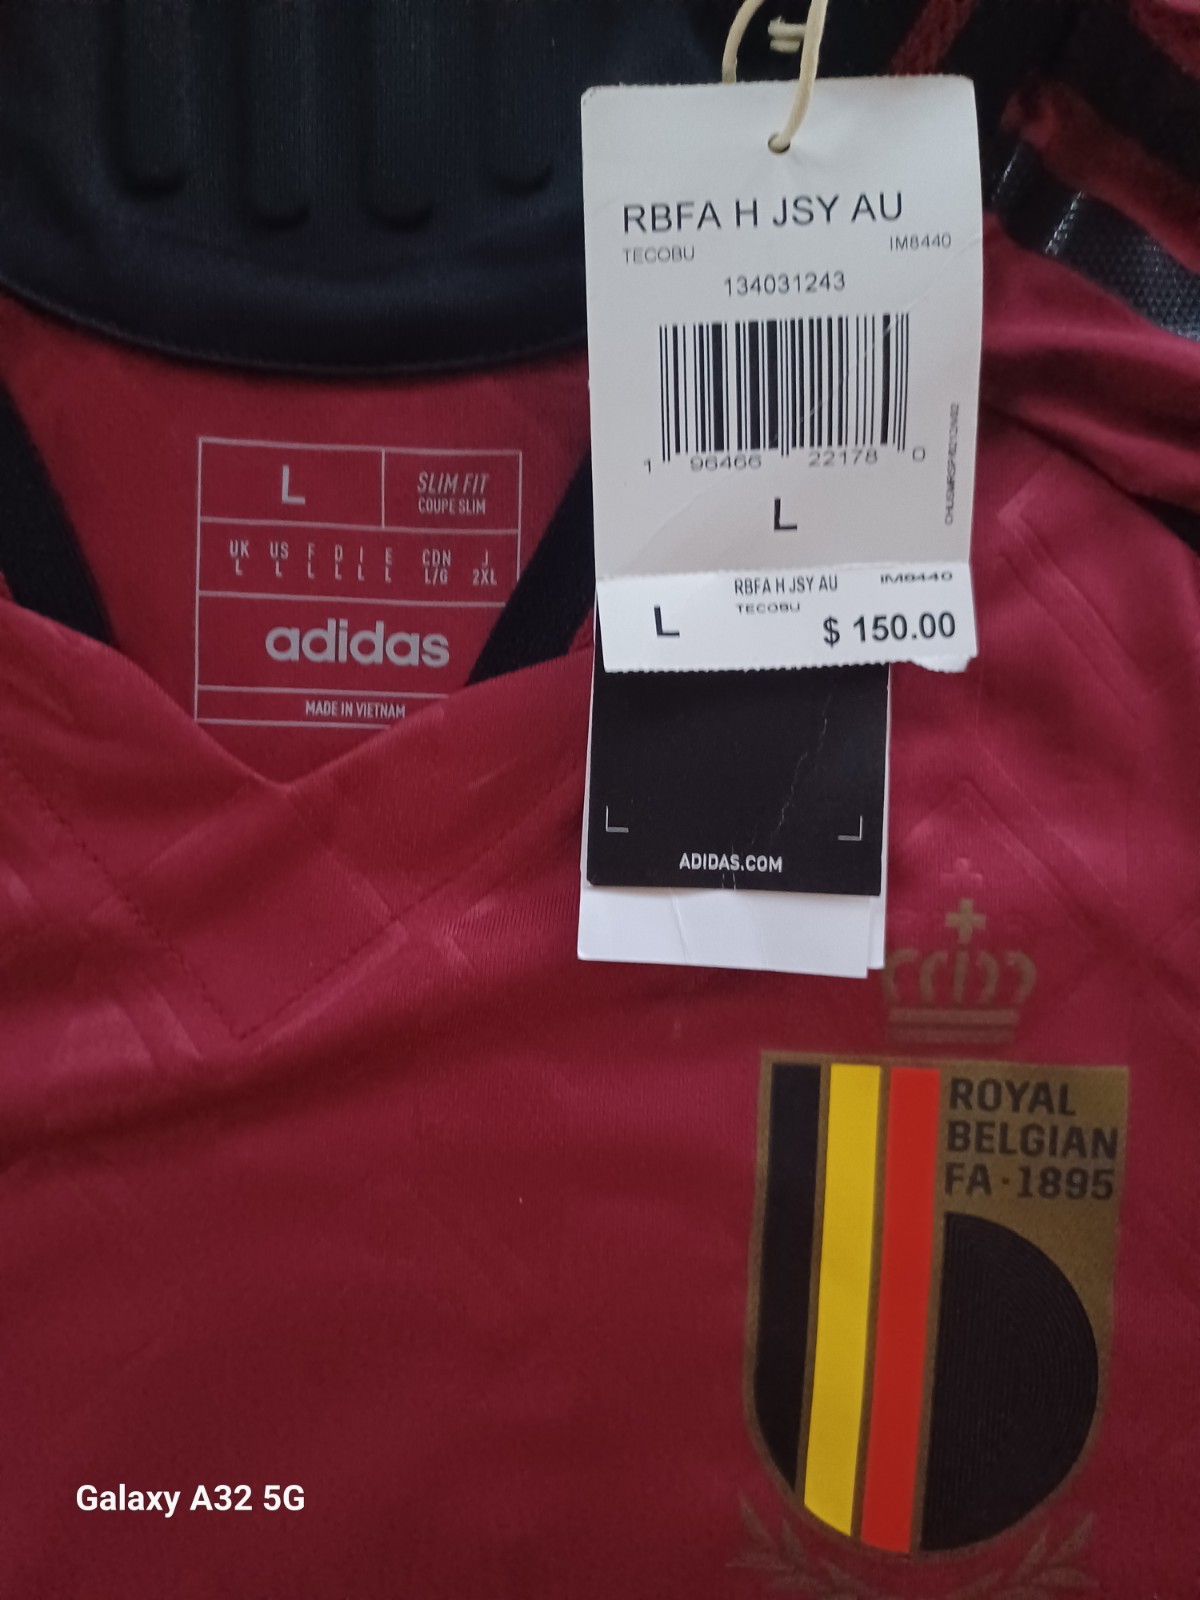 RBFA H JSY AU
TECOBU IM8440
134031243
1 96466 22178 0
L
RBFA H JSY AU IM8440
TECOBU
L $ 150.00
ADIDAS.COM
L SLIM FIT
COUPE SLIM
UK US F D I E CDN J
L L L L L L L/G 2XL
adidas
MADE IN VIETNAM
ROYAL
BELGIAN
FA · 1895
Galaxy A32 5G